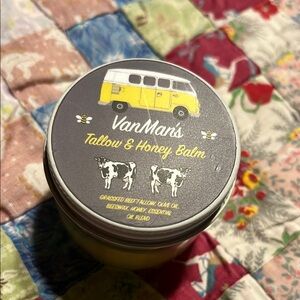 VanMan's
Tallow & Honey Balm
GRASSFED BEEF TALLOW, OLIVE OIL,
BEESWAX, HONEY, ESSENTIAL
OIL BLEND